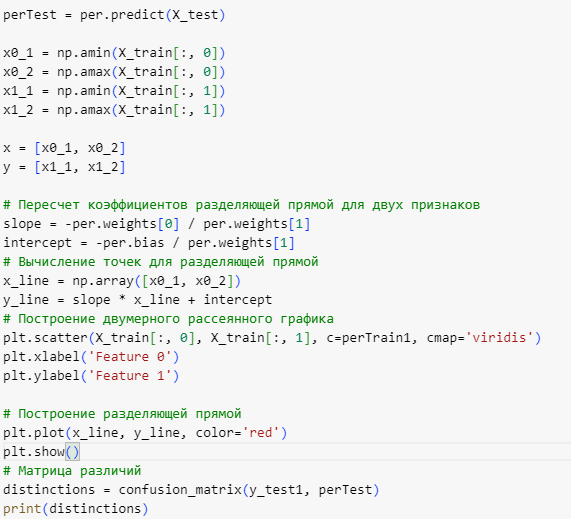 perTest = per.predict(X_test)
x0_1 = np.amin(X_train[:, 0])
x0_2 = np.amax(X_train[:, 0])
x1_1 = np.amin(X_train[:, 1])
x1_2 = np.amax(X_train[:, 1])
x = [x0_1, x0_2]
y = [x1_1, x1_2]
# Пересчет коэффициентов разделяющей прямой для двух признаков
slope = -per.weights[0] / per.weights[1]
intercept = -per.bias / per.weights[1]
# Вычисление точек для разделяющей прямой
x_line = np.array([x0_1, x0_2])
y_line = slope * x_line + intercept
# Построение двумерного рассеянного графика
plt.scatter(X_train[:, 0], X_train[:, 1], c=perTrain1, cmap='viridis')
plt.xlabel('Feature 0')
plt.ylabel('Feature 1')
# Построение разделяющей прямой
plt.plot(x_line, y_line, color='red')
plt.show()
# Матрица различий
distinctions = confusion_matrix(y_test1, perTest)
print(distinctions)